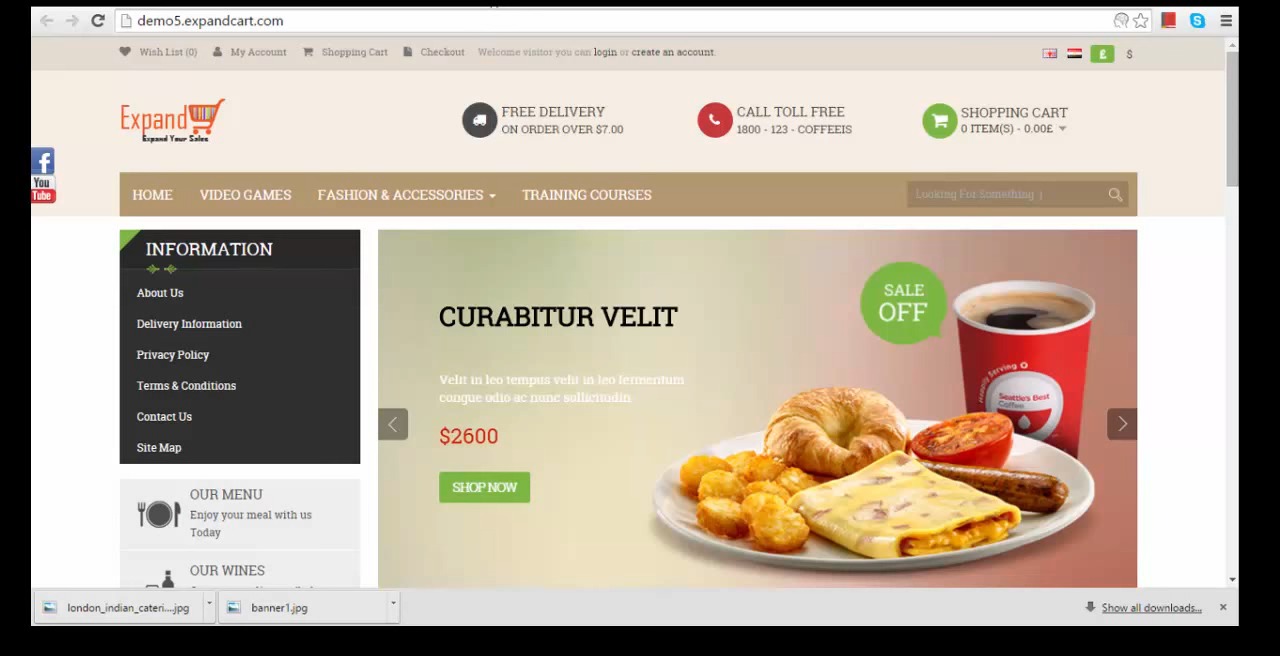 demo5.expandcart.com
Wish List (0) My Account Shopping Cart Checkout Welcome visitor you can login or create an account. £ $
Expand
Expand Your Sales
FREE DELIVERY
ON ORDER OVER $7.00
CALL TOLL FREE
1800 - 123 - COFFEEIS
SHOPPING CART
0 ITEM(S) - 0.00£
f
You
Tube
HOME VIDEO GAMES FASHION & ACCESSORIES TRAINING COURSES Looking For Something
INFORMATION
About Us
Delivery Information
Privacy Policy
Terms & Conditions
Contact Us
Site Map
OUR MENU
Enjoy your meal with us
Today
OUR WINES
CURABITUR VELIT
Velit in leo tempus velit in leo fermentum
congue odio ac nunc sollicitudin
$2600
SHOP NOW
SALE
OFF
Happily Serving
Seattle's Best
Coffee
london_indian_cateri....jpg banner1.jpg Show all downloads...